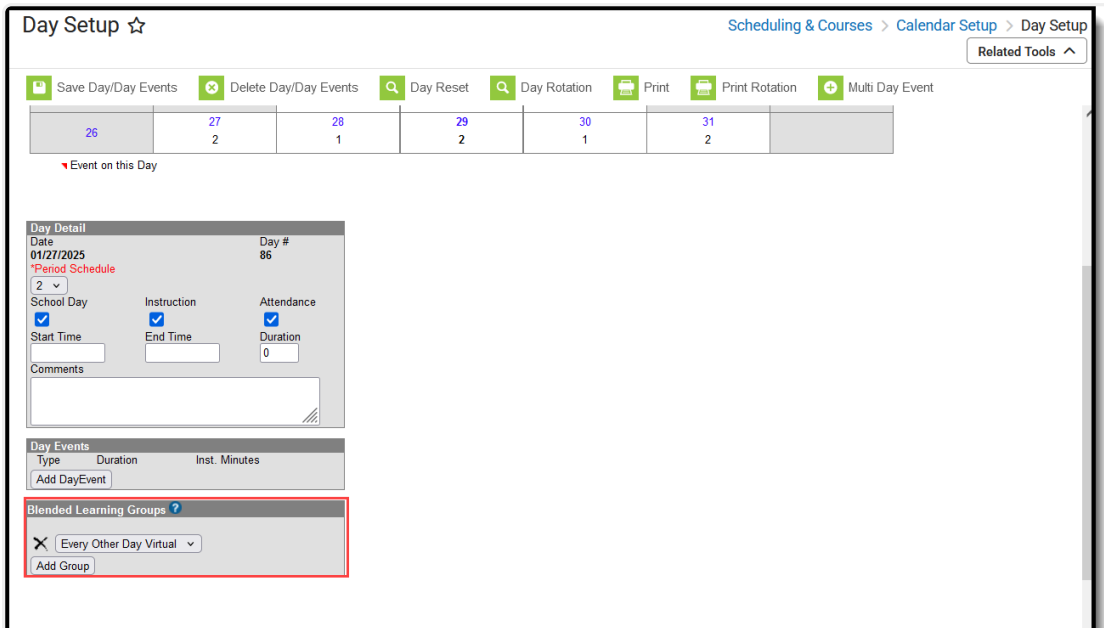 Day Setup
Scheduling & Courses > Calendar Setup > Day Setup
Related Tools
Save Day/Day Events Delete Day/Day Events Day Reset Day Rotation Print Print Rotation Multi Day Event
26 27 28 29 30 31
2 1 2 1 2
Event on this Day
Day Detail
Date Day #
01/27/2025 86
*Period Schedule
2
School Day Instruction Attendance
Start Time End Time Duration
0
Comments
Day Events
Type Duration Inst. Minutes
Add DayEvent
Blended Learning Groups ?
Every Other Day Virtual
Add Group